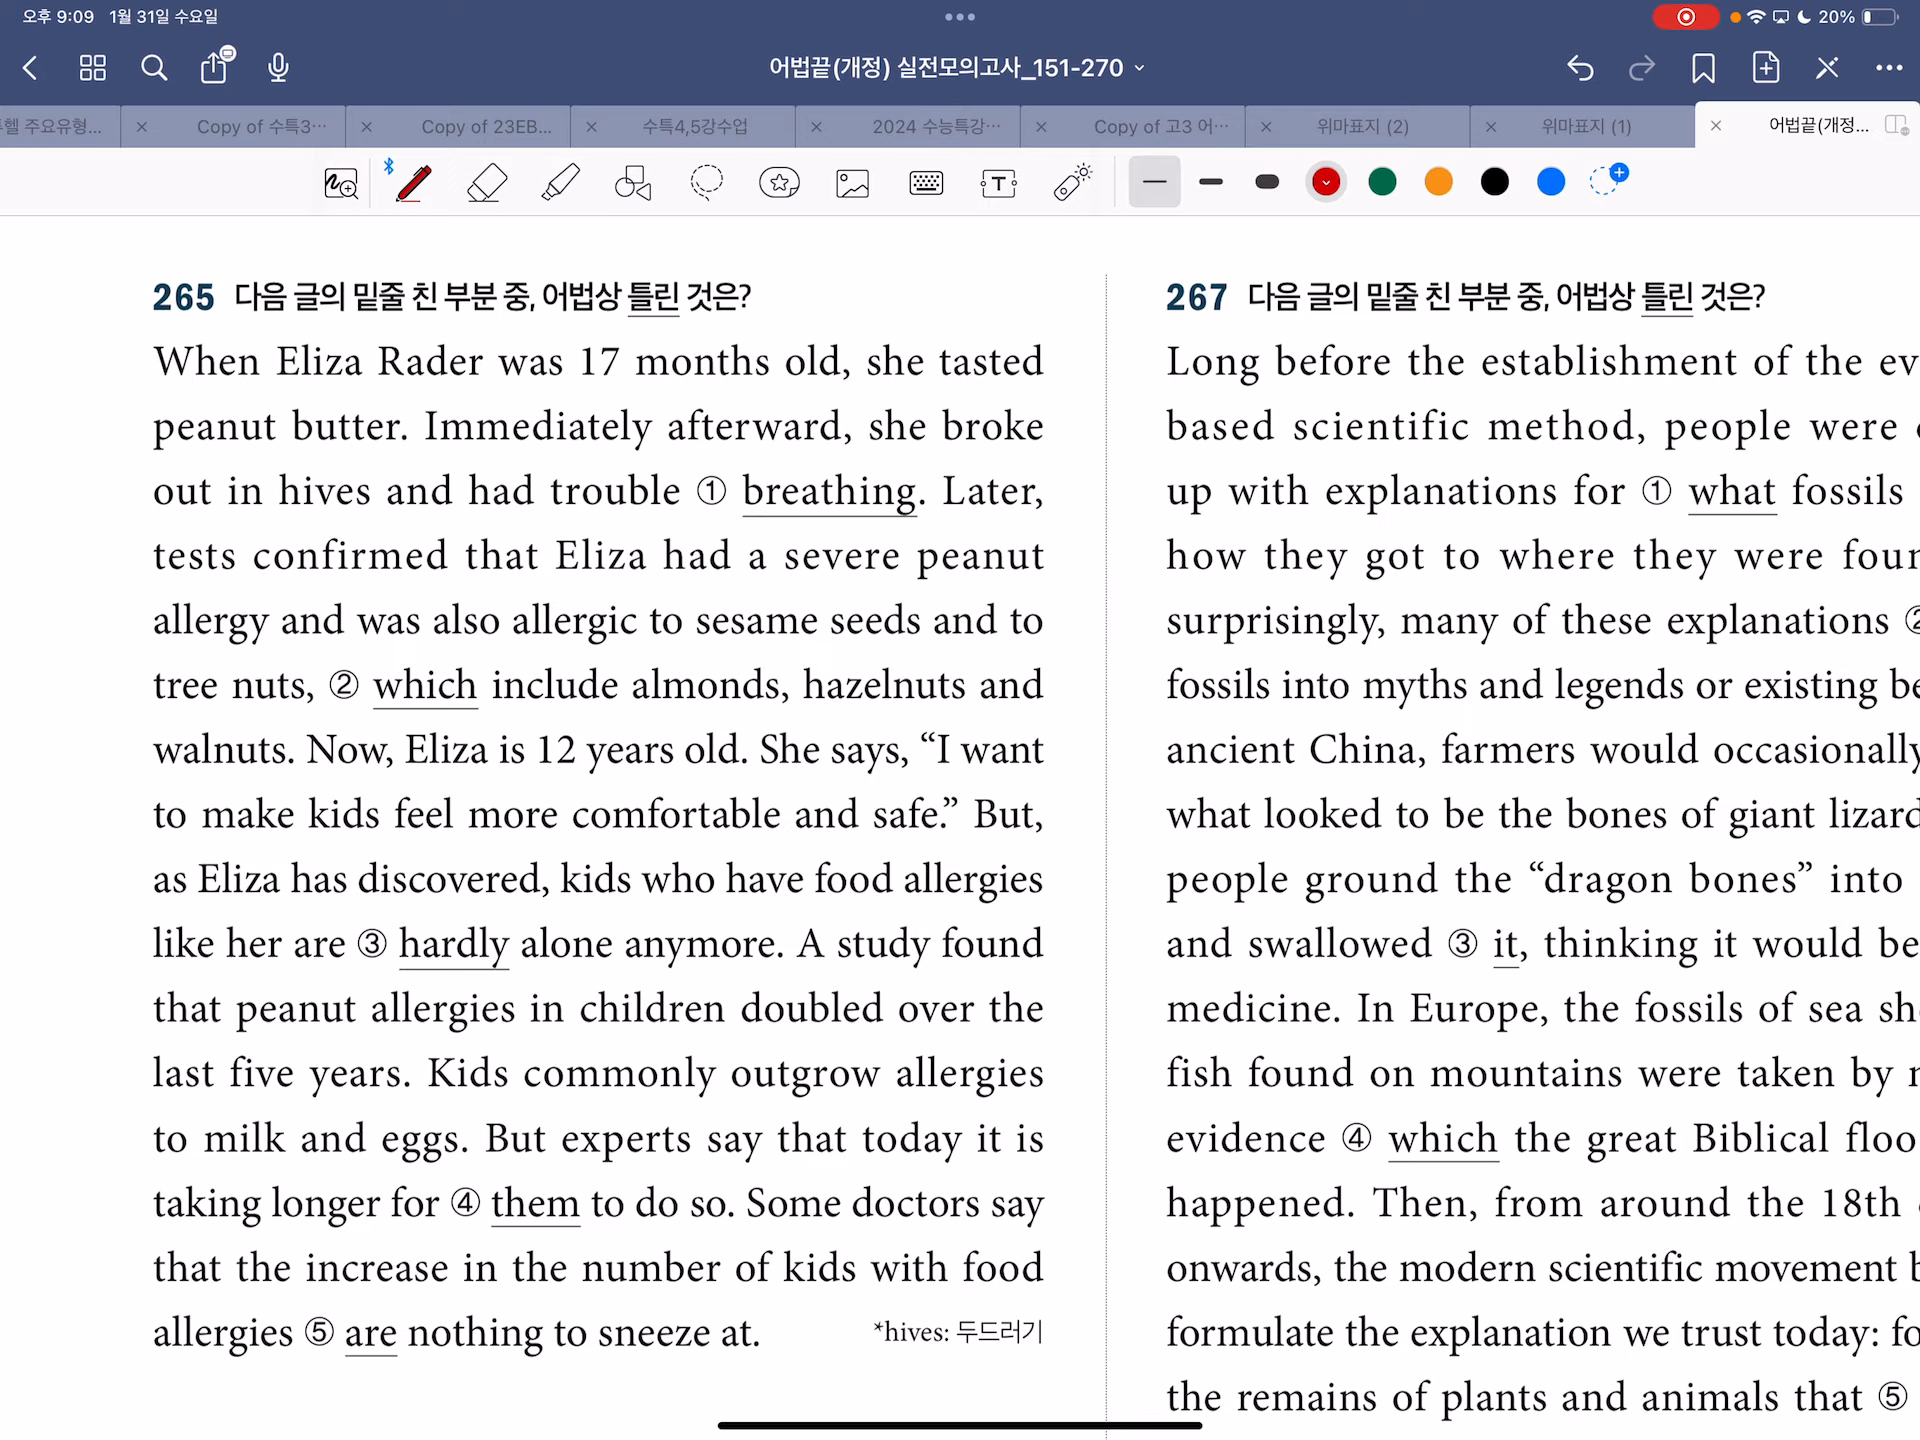 오후 9:09 1월 31일 수요일
20%
어법끝(개정) 실전모의고사_151-270
헬 주요유형...
Copy of 수특3...
Copy of 23EB...
수특4,5강수업
2024 수능특강...
Copy of 고3 어...
위마표지 (2)
위마표지 (1)
어법끝(개정...
265 다음 글의 밑줄 친 부분 중, 어법상 틀린 것은?
When Eliza Rader was 17 months old, she tasted
peanut butter. Immediately afterward, she broke
out in hives and had trouble ① breathing. Later,
tests confirmed that Eliza had a severe peanut
allergy and was also allergic to sesame seeds and to
tree nuts, ② which include almonds, hazelnuts and
walnuts. Now, Eliza is 12 years old. She says, “I want
to make kids feel more comfortable and safe.” But,
as Eliza has discovered, kids who have food allergies
like her are ③ hardly alone anymore. A study found
that peanut allergies in children doubled over the
last five years. Kids commonly outgrow allergies
to milk and eggs. But experts say that today it is
taking longer for ④ them to do so. Some doctors say
that the increase in the number of kids with food
allergies ⑤ are nothing to sneeze at.
*hives: 두드러기
267 다음 글의 밑줄 친 부분 중, 어법상 틀린 것은?
Long before the establishment of the ev
based scientific method, people were
up with explanations for ① what fossils
how they got to where they were foun
surprisingly, many of these explanations ②
fossils into myths and legends or existing be
ancient China, farmers would occasionally
what looked to be the bones of giant lizard
people ground the “dragon bones” into
and swallowed ③ it, thinking it would be
medicine. In Europe, the fossils of sea sh
fish found on mountains were taken by
evidence ④ which the great Biblical floo
happened. Then, from around the 18th
onwards, the modern scientific movement
formulate the explanation we trust today: fo
the remains of plants and animals that ⑤